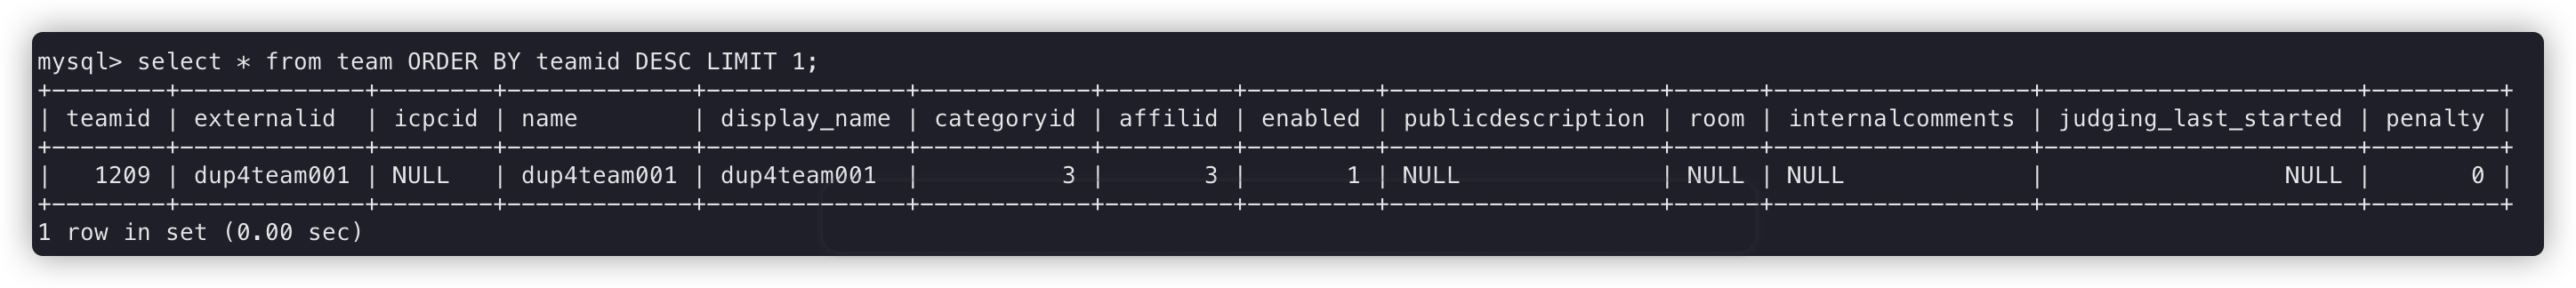 mysql> select * from team ORDER BY teamid DESC LIMIT 1;
+--------+-------------+--------+-------------+--------------+------------+---------+---------+-------------------+------+------------------+----------------------+---------+
| teamid | externalid  | icpcid | name        | display_name | categoryid | affilid | enabled | publicdescription | room | internalcomments | judging_last_started | penalty |
+--------+-------------+--------+-------------+--------------+------------+---------+---------+-------------------+------+------------------+----------------------+---------+
|   1209 | dup4team001 | NULL   | dup4team001 | dup4team001  |          3 |       3 |       1 | NULL              | NULL | NULL             |                 NULL |       0 |
+--------+-------------+--------+-------------+--------------+------------+---------+---------+-------------------+------+------------------+----------------------+---------+
1 row in set (0.00 sec)